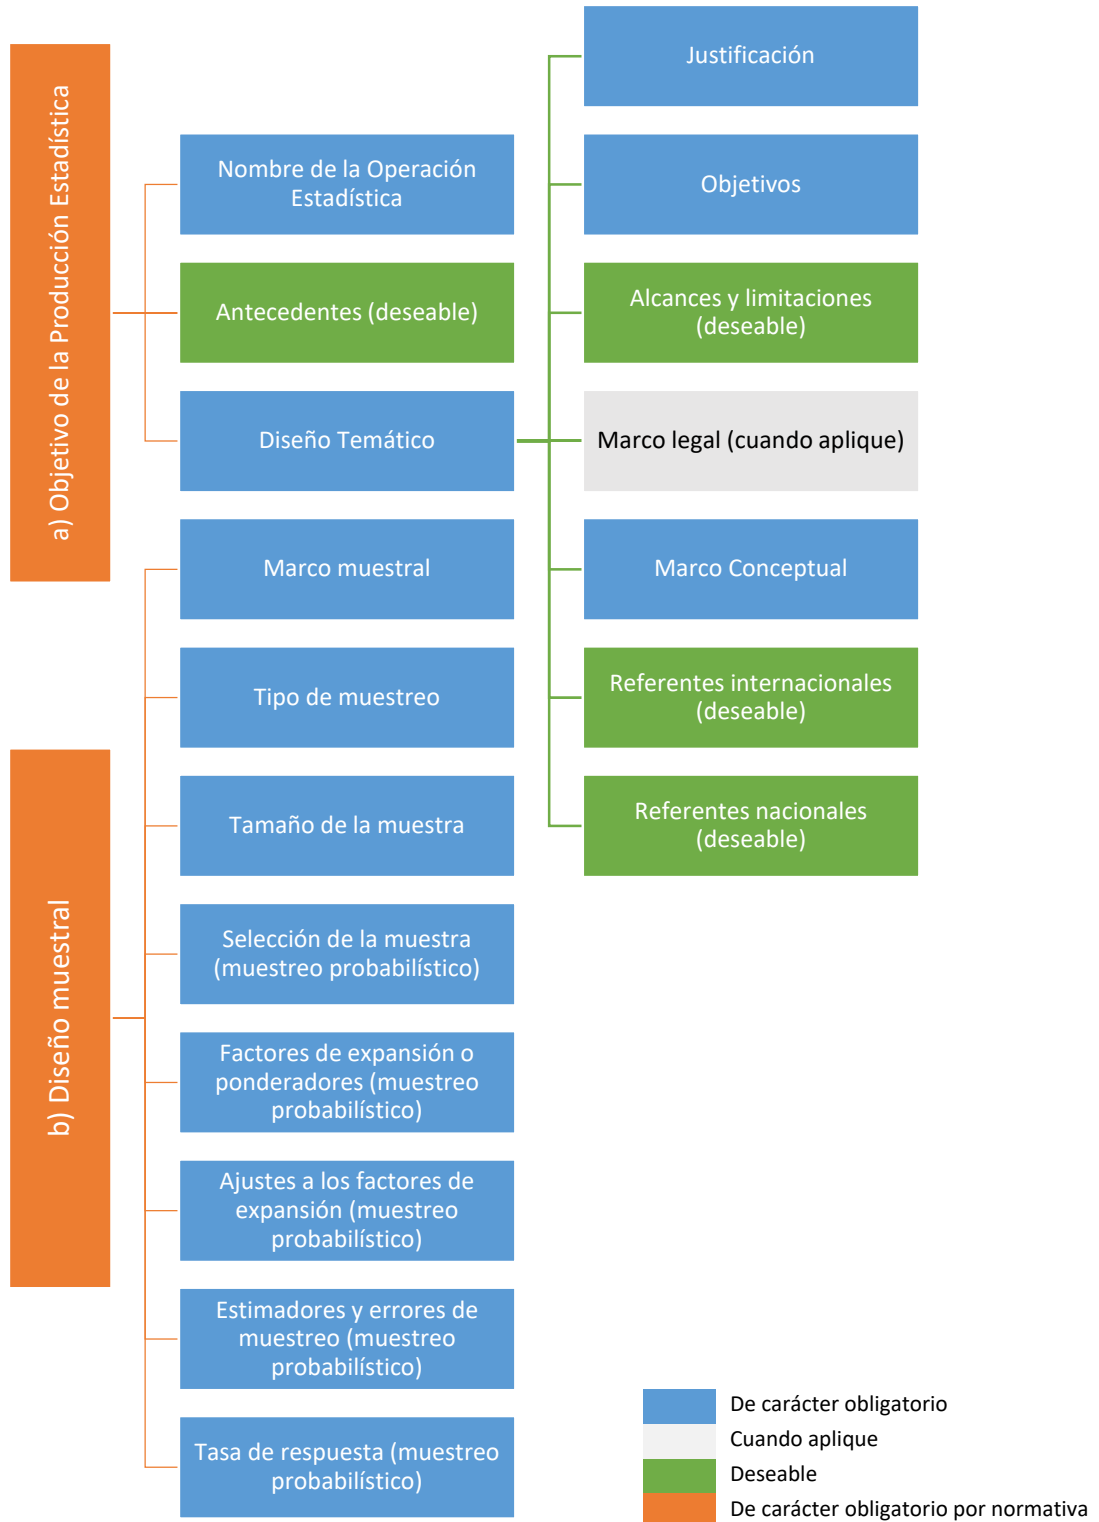 a) Objetivo de la Producción Estadística
Nombre de la Operación
Estadística
Antecedentes (deseable)
Diseño Temático
Justificación
Objetivos
Alcances y limitaciones
(deseable)
Marco legal (cuando aplique)
Marco Conceptual
Referentes internacionales
(deseable)
Referentes nacionales
(deseable)
b) Diseño muestral
Marco muestral
Tipo de muestreo
Tamaño de la muestra
Selección de la muestra
(muestreo probabilístico)
Factores de expansión o
ponderadores (muestreo
probabilístico)
Ajustes a los factores de
expansión (muestreo
probabilístico)
Estimadores y errores de
muestreo (muestreo
probabilístico)
Tasa de respuesta (muestreo
probabilístico)
De carácter obligatorio
Cuando aplique
Deseable
De carácter obligatorio por normativa